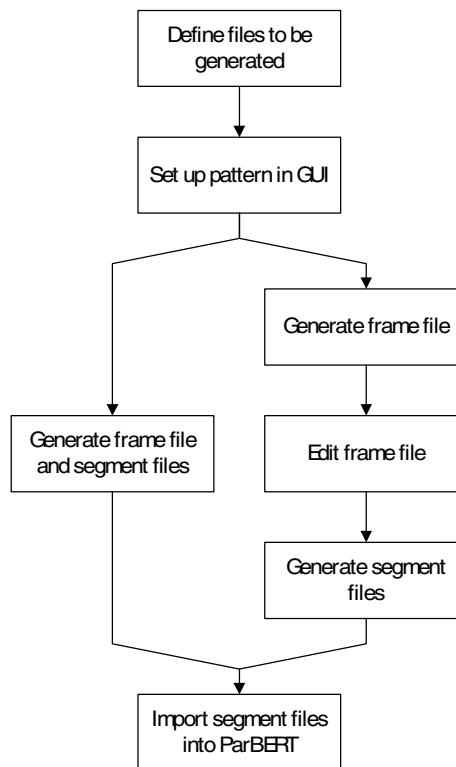 Define files to be
generated
Set up pattern in GUI
Generate frame file
Generate frame file
and segment files
Edit frame file
Generate segment
files
Import segment files
into ParBERT